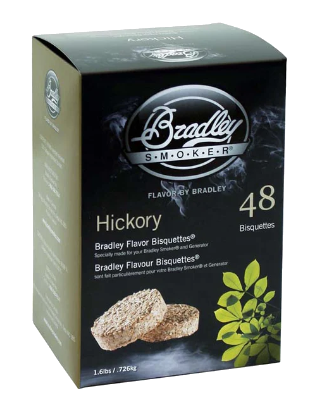 Hickory
Bradley
SMOKER®
FLAVOR BY BRADLEY
Hickory
48
Bisquettes
Bradley Flavor Bisquettes®
Specially made for your Bradley Smoker® and Generator
Bradley Flavour Bisquettes®
sont fait particulièrement pour votre Bradley Smoker® et Generator
1.6lbs / .726kg